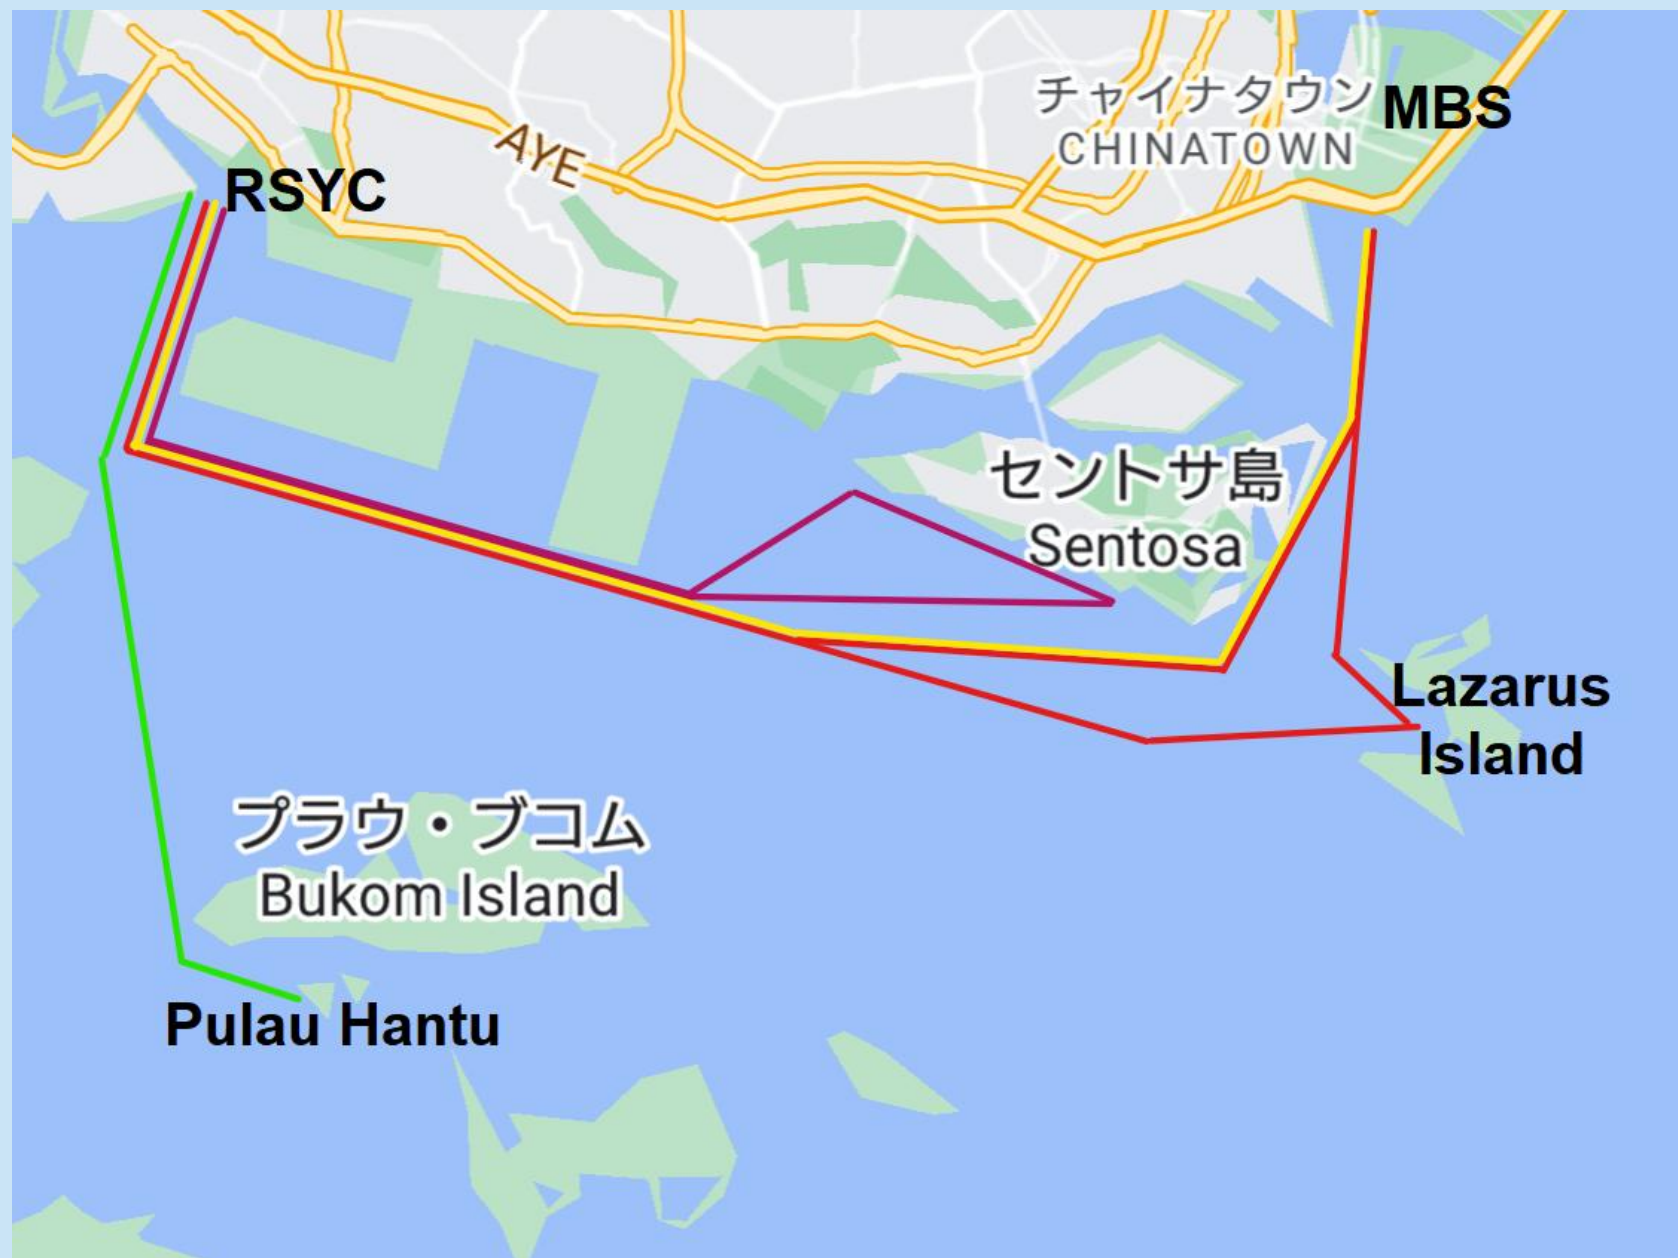 チャイナタウン
CHINATOWN
MBS
AYE
RSYC
セントサ島
Sentosa
Lazarus
Island
プラウ・ブコム
Bukom Island
Pulau Hantu